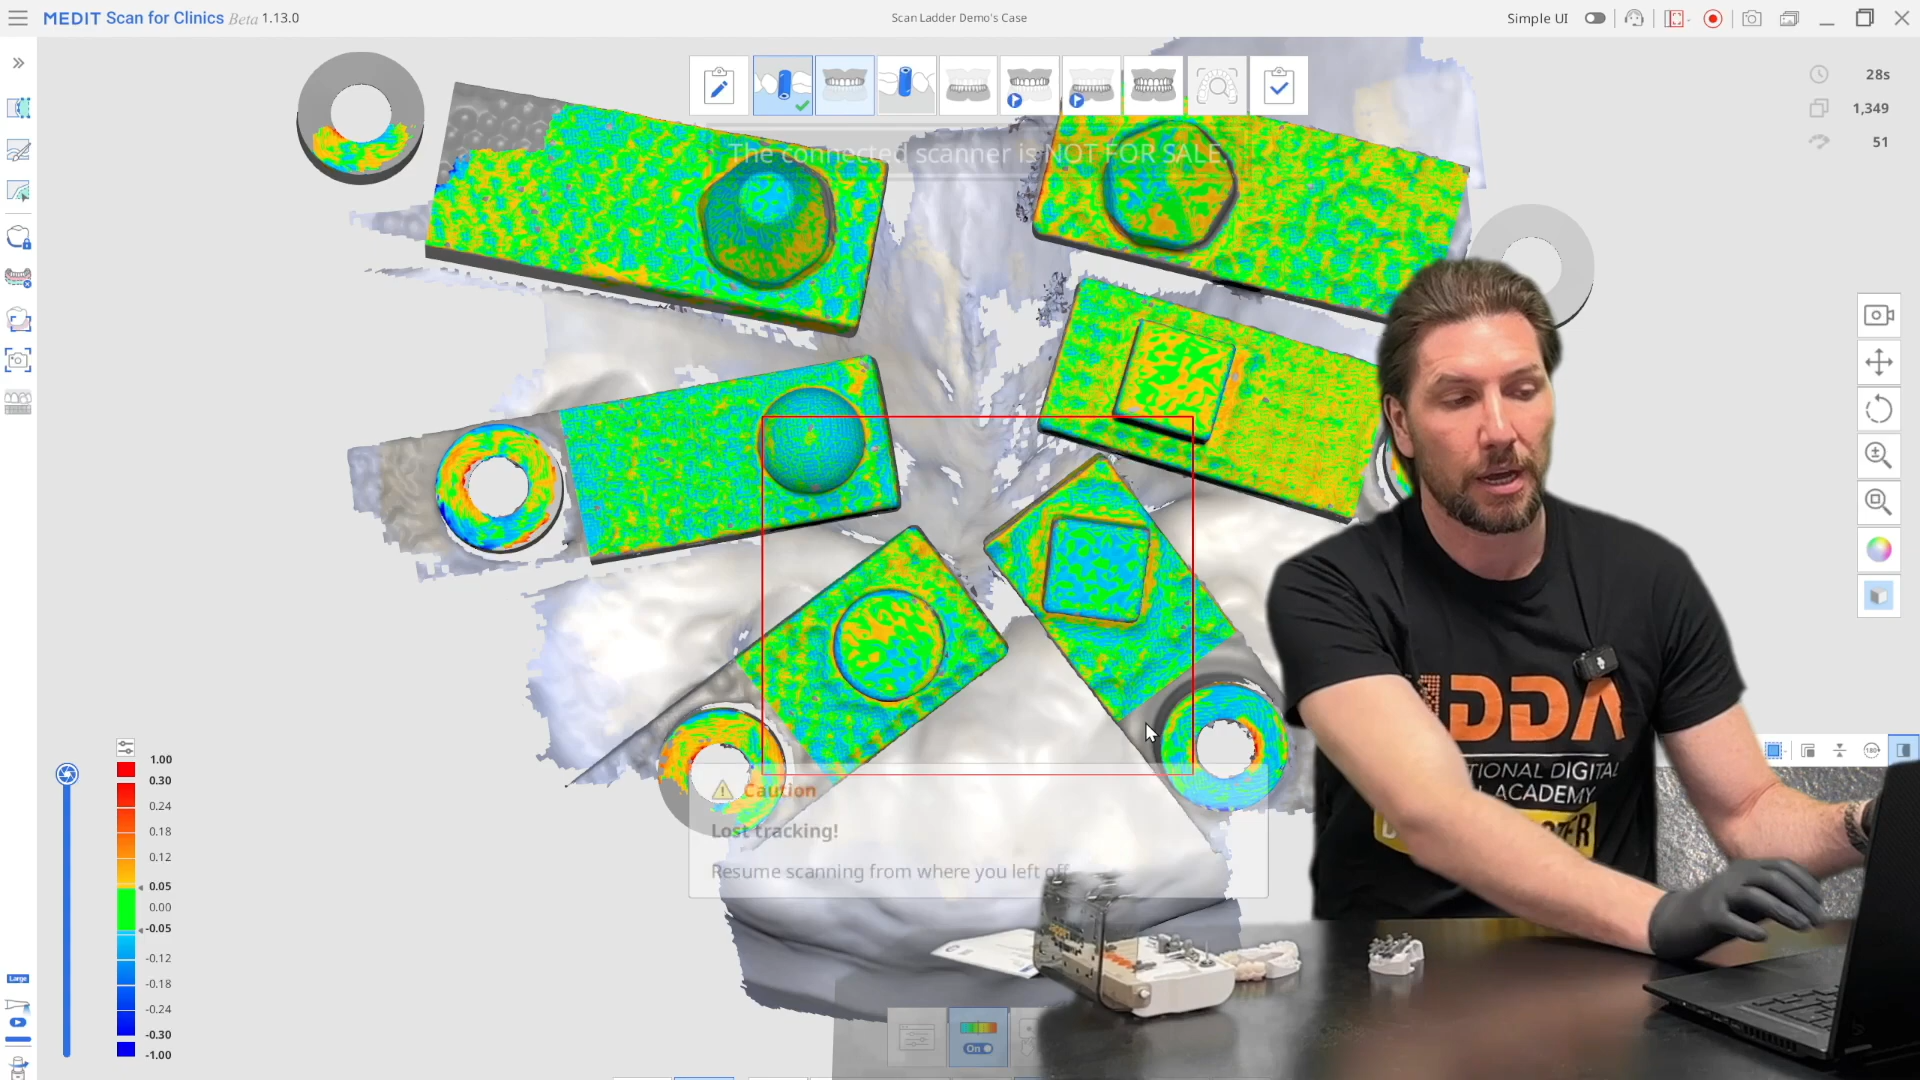 MEDIT Scan for Clinics Beta 1.13.0
Scan Ladder Demo's Case
Simple UI
28s
1,349
51
The connected scanner is NOT FOR SALE.
1.00
0.30
0.24
0.18
0.12
0.05
0.00
-0.05
-0.12
-0.18
-0.24
-0.30
-1.00
Caution
Lost tracking!
Resume scanning from where you left off
IDDA
TIONAL DIGITAL
ACADEMY
180°
Large
On